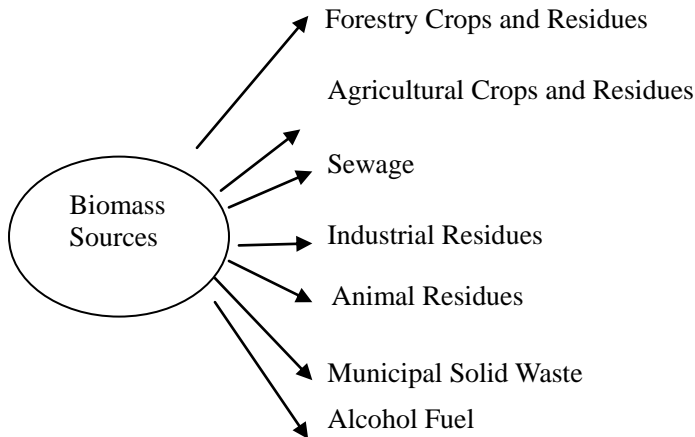 Forestry Crops and Residues
Agricultural Crops and Residues
Sewage
Biomass
Sources
Industrial Residues
Animal Residues
Municipal Solid Waste
Alcohol Fuel